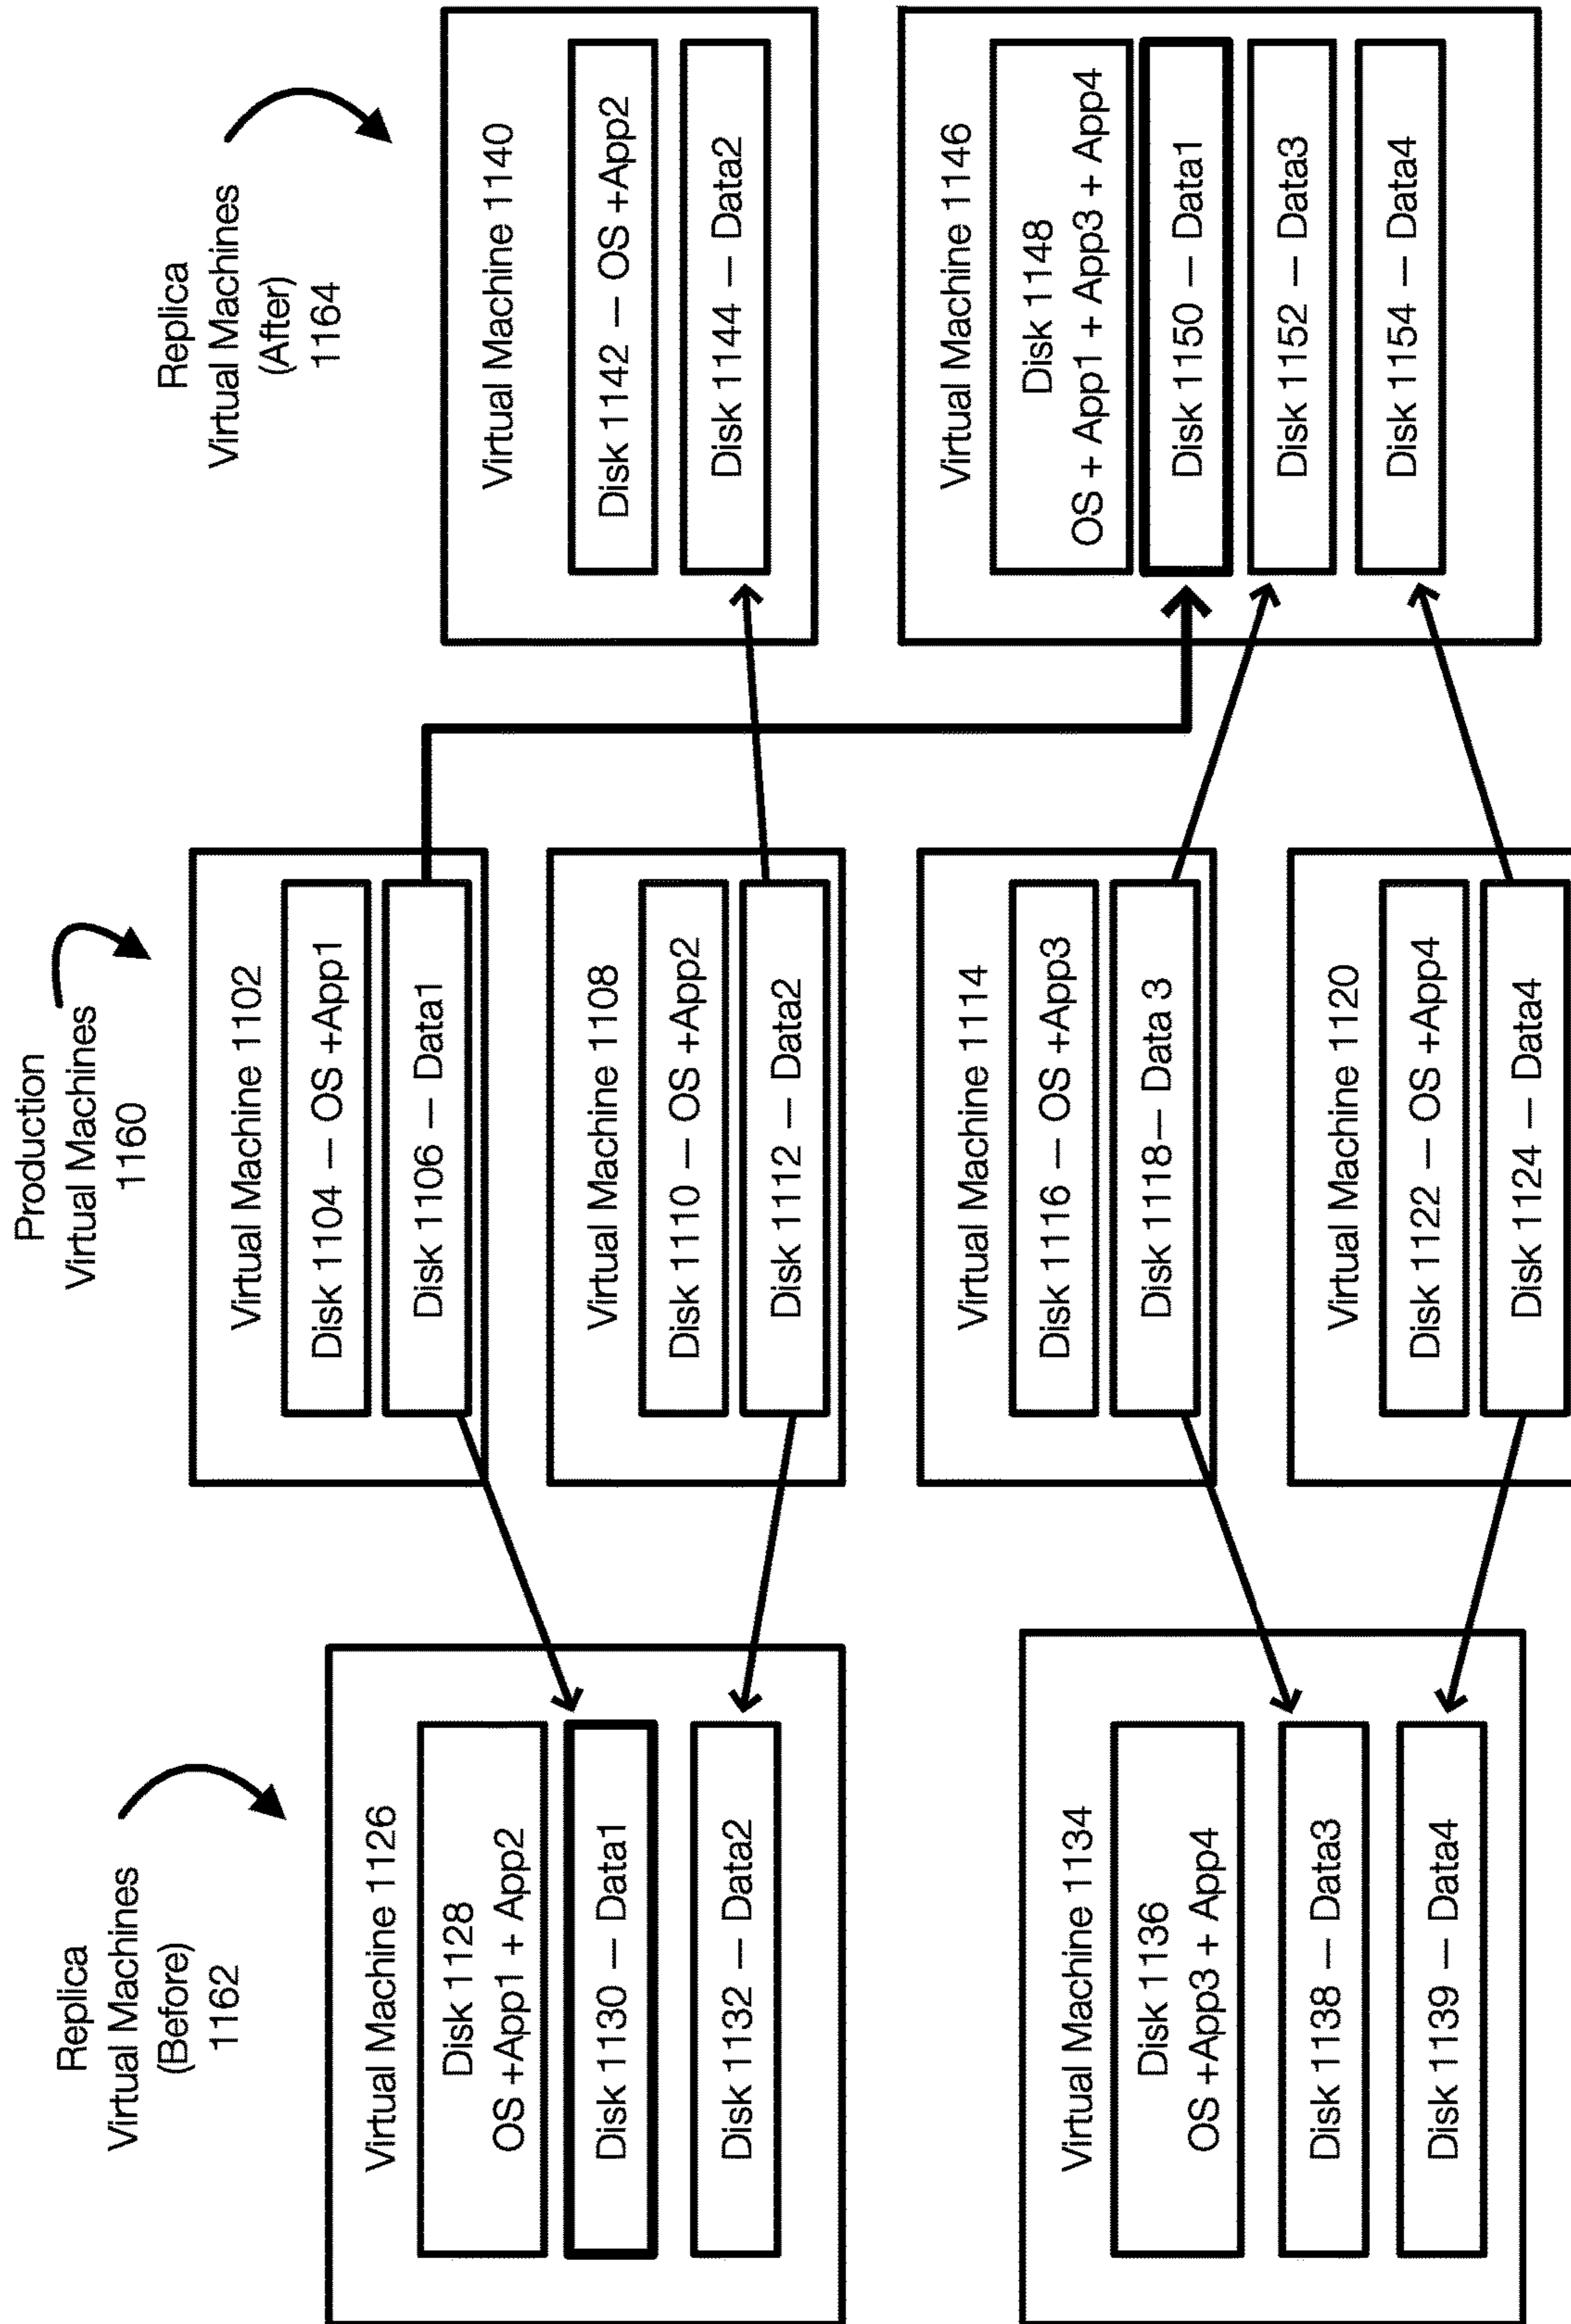 Replica
Virtual Machines
(Before)
1162
Virtual Machine 1126
Disk 1128
OS +App1 + App2
Disk 1130 – Data1
Disk 1132 – Data2
Virtual Machine 1134
Disk 1136
OS +App3 + App4
Disk 1138 – Data3
Disk 1139 – Data4
Production
Virtual Machines
1160
Virtual Machine 1102
Disk 1104 – OS +App1
Disk 1106 – Data1
Virtual Machine 1108
Disk 1110 – OS +App2
Disk 1112 – Data2
Virtual Machine 1114
Disk 1116 – OS +App3
Disk 1118– Data 3
Virtual Machine 1120
Disk 1122 – OS +App4
Disk 1124 – Data4
Replica
Virtual Machines
(After)
1164
Virtual Machine 1140
Disk 1142 – OS +App2
Disk 1144 – Data2
Virtual Machine 1146
Disk 1148
OS + App1 + App3 + App4
Disk 1150 – Data1
Disk 1152 – Data3
Disk 1154 – Data4